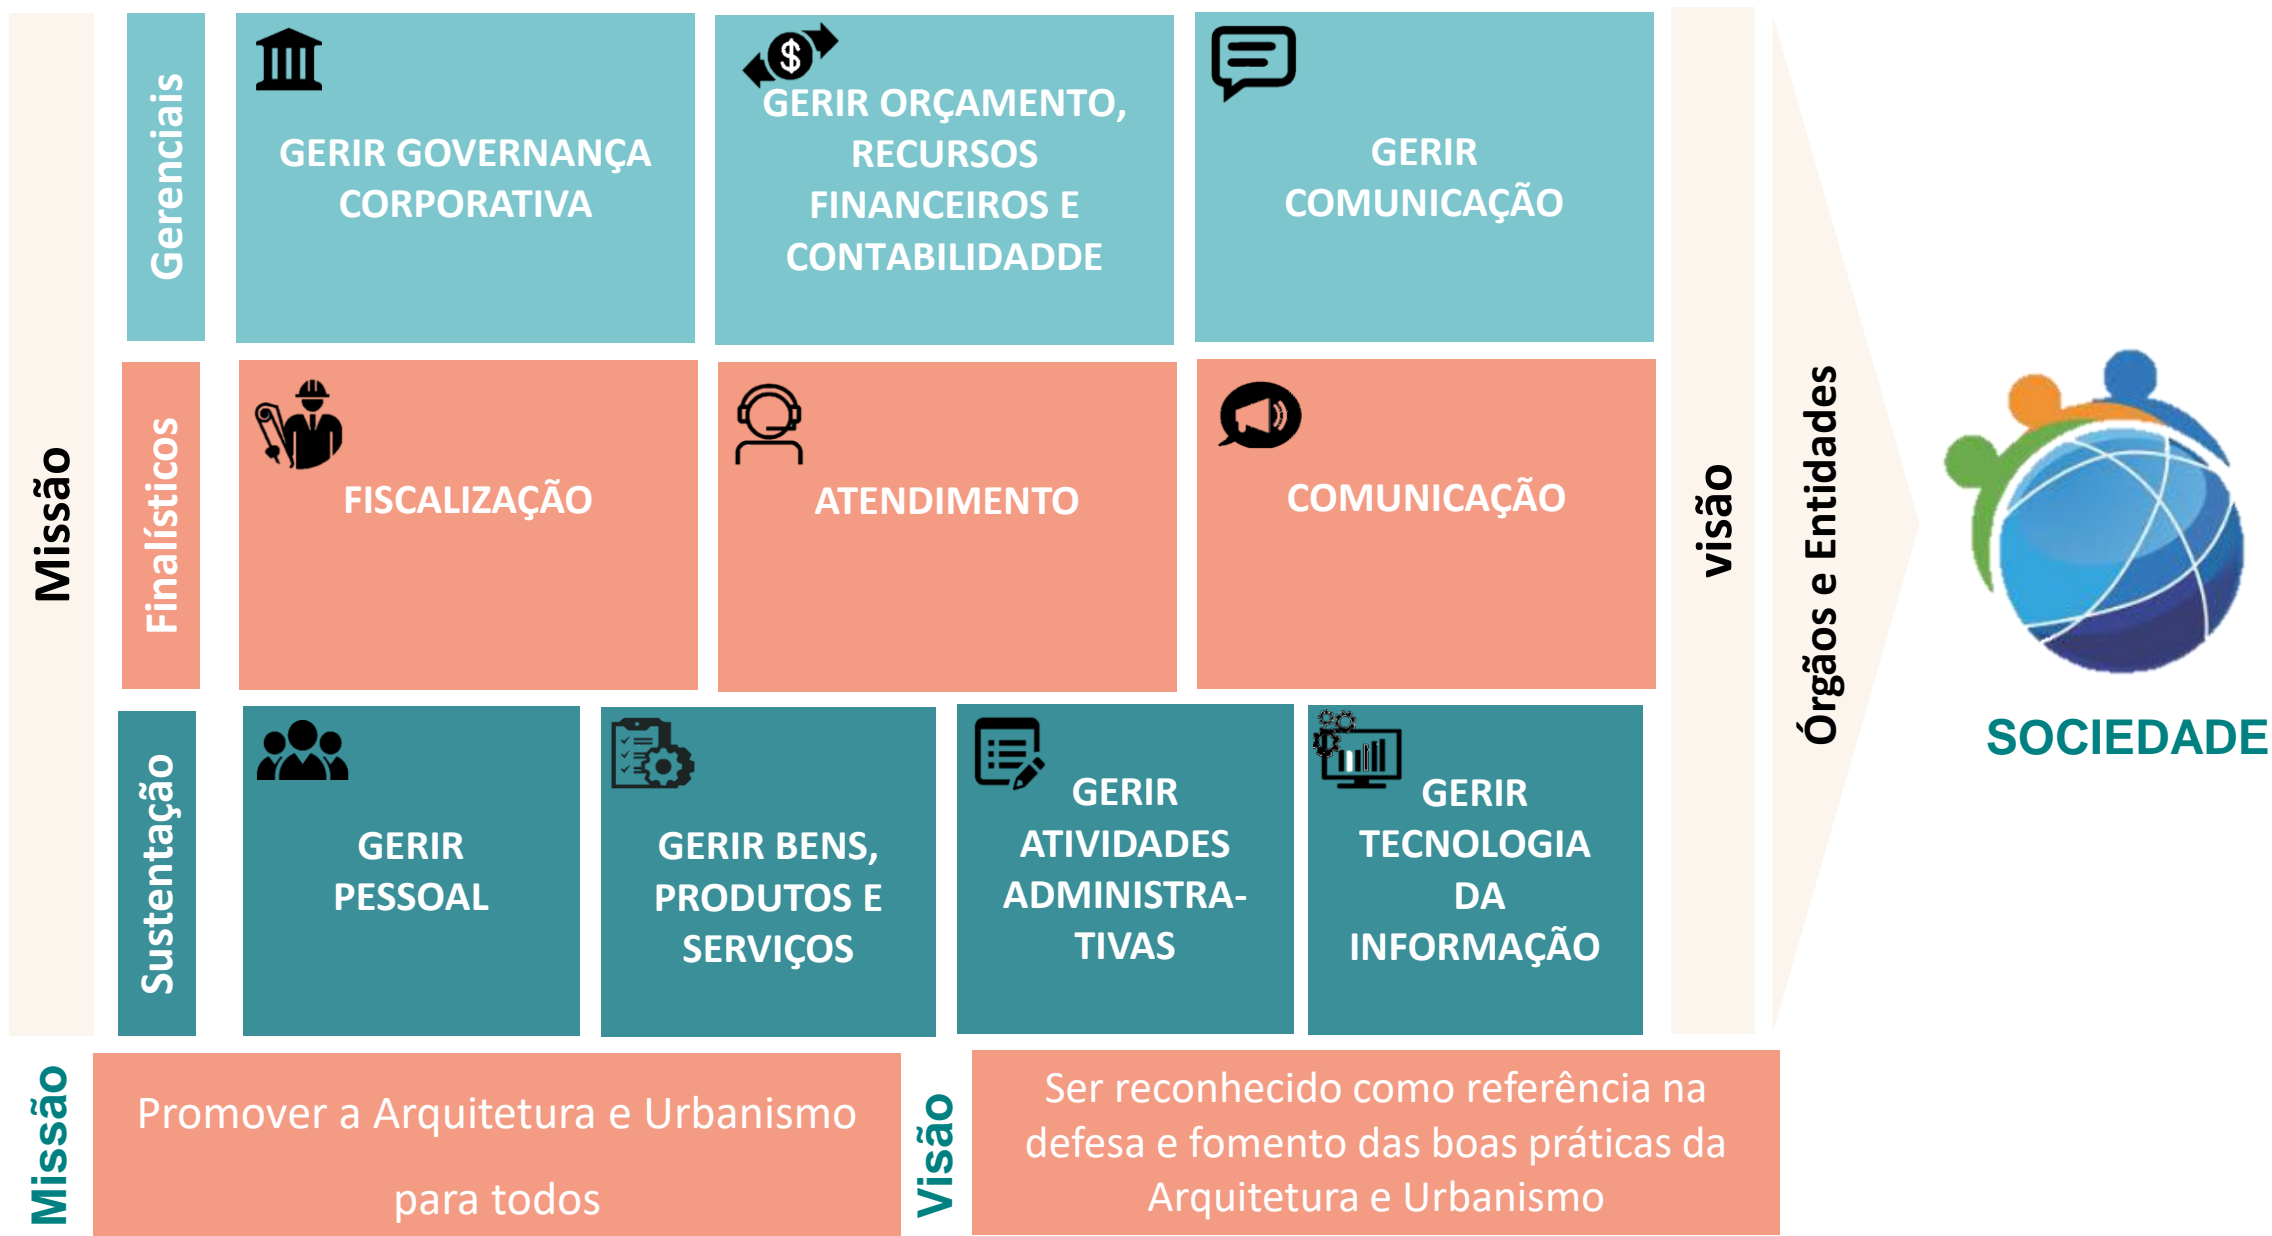 Missão
Gerenciais
GERIR GOVERNANÇA
CORPORATIVA
$
GERIR ORÇAMENTO,
RECURSOS
FINANCEIROS E
CONTABILIDADDE
GERIR
COMUNICAÇÃO
Finalísticos
FISCALIZAÇÃO
ATENDIMENTO
COMUNICAÇÃO
Sustentação
GERIR
PESSOAL
GERIR BENS,
PRODUTOS E
SERVIÇOS
GERIR
ATIVIDADES
ADMINISTRA-
TIVAS
GERIR
TECNOLOGIA
DA
INFORMAÇÃO
visão
Órgãos e Entidades
SOCIEDADE
Missão
Promover a Arquitetura e Urbanismo
para todos
Visão
Ser reconhecido como referência na
defesa e fomento das boas práticas da
Arquitetura e Urbanismo